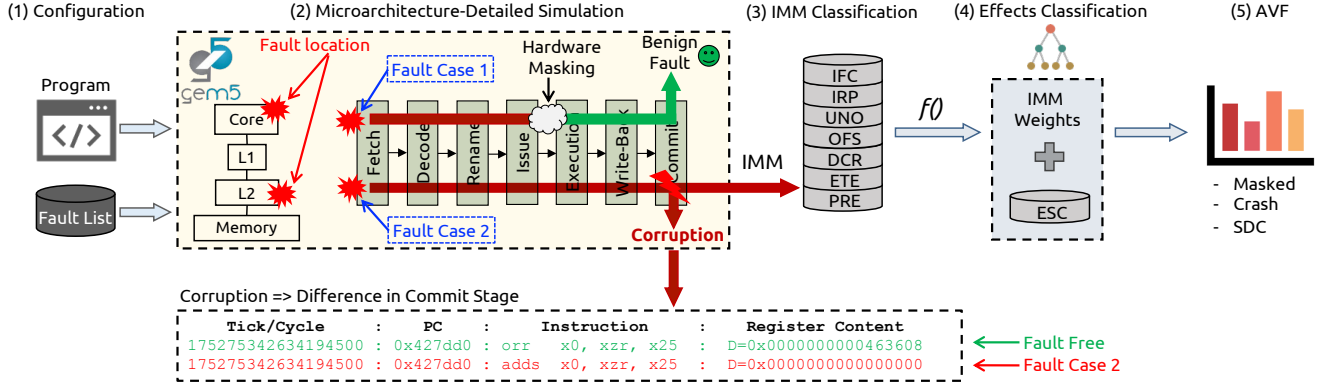 (1) Configuration
(2) Microarchitecture-Detailed Simulation
(3) IMM Classification
(4) Effects Classification
(5) AVF
Program
</>
Fault List
gem5
Fault location
Core
L1
L2
Memory
Fault Case 1
Hardware
Masking
Benign
Fault
Fetch
Decode
Rename
Issue
Execution
Write-Back
Commit
Fault Case 2
Corruption
IMM
IFC
IRP
UNO
OFS
DCR
ETE
PRE
f()
IMM
Weights
ESC
- Masked
- Crash
- SDC
Corruption => Difference in Commit Stage
Tick/Cycle : PC : Instruction : Register Content
175275342634194500 : 0x427dd0 : orr x0, xzr, x25 : D=0x0000000000463608
175275342634194500 : 0x427dd0 : adds x0, xzr, x25 : D=0x0000000000000000
Fault Free
Fault Case 2